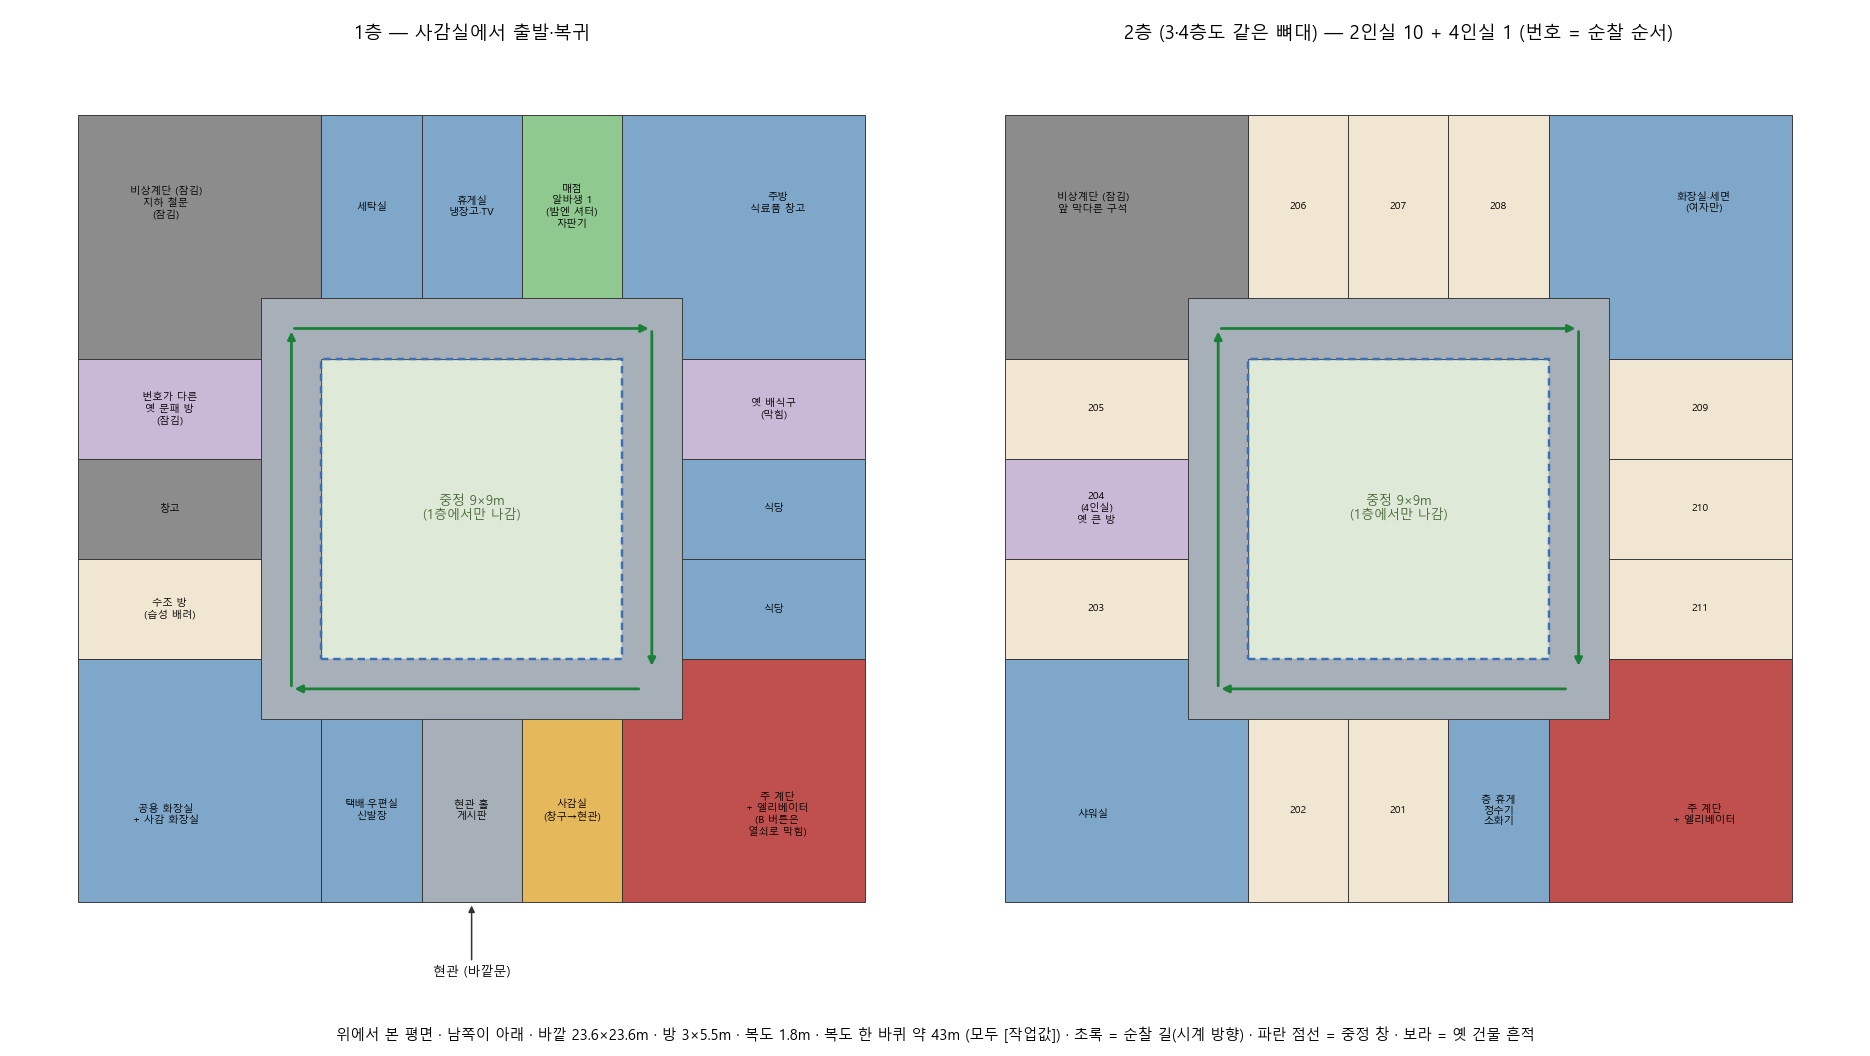 1층 — 사감실에서 출발·복귀
2층 (3·4층도 같은 뼈대) — 2인실 10 + 4인실 1 (번호 = 순찰 순서)
비상계단 (잠김)
지하 철문
(잠김)
세탁실
휴게실
냉장고·TV
매점
알바생 1
(밤엔 셔터)
자판기
주방
식료품 창고
번호가 다른
옛 문패 방
(잠김)
옛 배식구
(막힘)
창고
중정 9×9m
(1층에서만 나감)
식당
수조 방
(습성 배려)
식당
공용 화장실
+ 사감 화장실
택배·우편실
신발장
현관 홀
게시판
사감실
(창구→현관)
주 계단
+ 엘리베이터
(B 버튼은
열쇠로 막힘)
현관 (바깥문)
비상계단 (잠김)
앞 막다른 구석
206
207
208
화장실·세면
(여자만)
205
209
204
(4인실)
옛 큰 방
중정 9×9m
(1층에서만 나감)
210
203
211
샤워실
202
201
층 휴게
정수기
소화기
주 계단
+ 엘리베이터
위에서 본 평면 · 남쪽이 아래 · 바깥 23.6×23.6m · 방 3×5.5m · 복도 1.8m · 복도 한 바퀴 약 43m (모두 [작업값]) · 초록 = 순찰 길(시계 방향) · 파란 점선 = 중정 창 · 보라 = 옛 건물 흔적